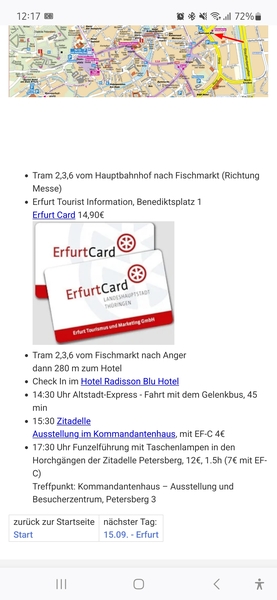 12:17
72%
Tram 2,3,6 vom Hauptbahnhof nach Fischmarkt (Richtung
Messe)
Erfurt Tourist Information, Benediktsplatz 1
Erfurt Card 14,90€
ErfurtCard
ErfurtCard
LANDESHAUPTSTADT
THÜRINGEN
Erfurt Tourismus und Marketing GmbH
Tram 2,3,6 vom Fischmarkt nach Anger
dann 280 m zum Hotel
Check In im Hotel Radisson Blu Hotel
14:30 Uhr Altstadt-Express - Fahrt mit dem Gelenkbus, 45
min
15:30 Zitadelle
Ausstellung im Kommandantenhaus, mit EF-C 4€
17:30 Uhr Funzelführung mit Taschenlampen in den
Horchgängen der Zitadelle Petersberg, 12€, 1.5h (7€ mit EF-
C)
Treffpunkt: Kommandantenhaus – Ausstellung und
Besucherzentrum, Petersberg 3
zurück zur Startseite
Start
nächster Tag:
15.09. - Erfurt